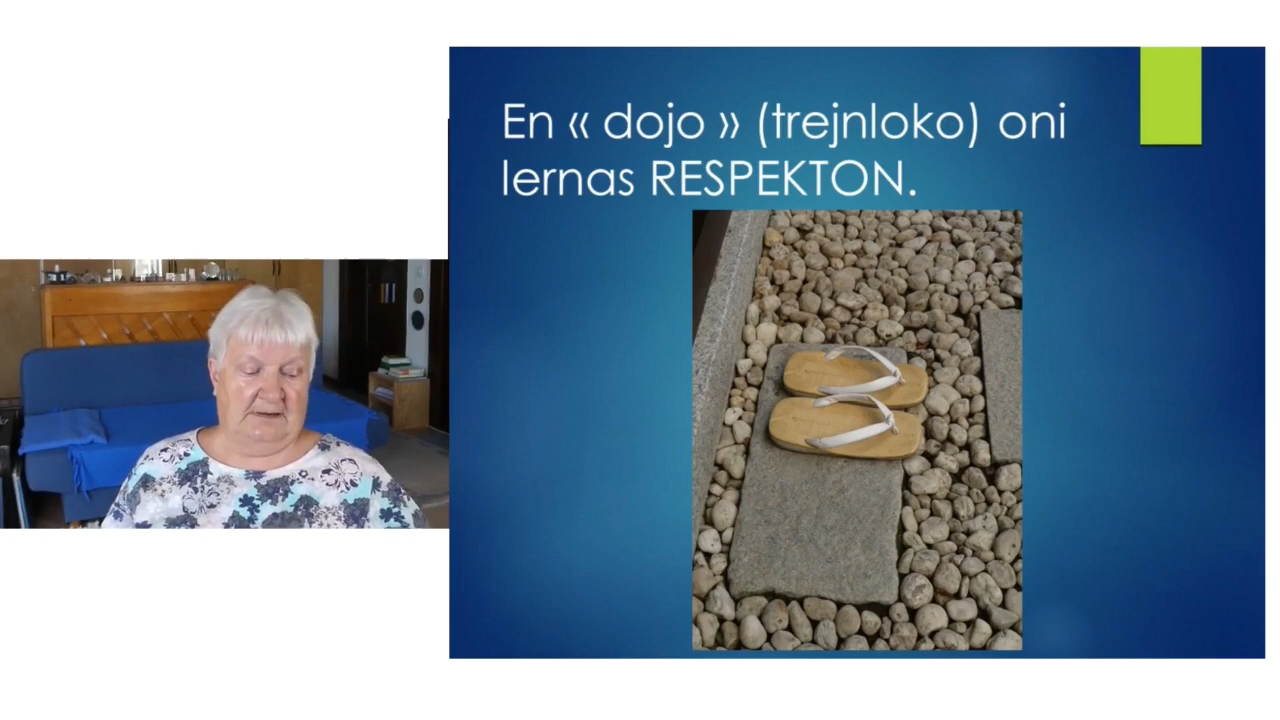 En « dojo » (trejnloko) oni
lernas RESPEKTON.